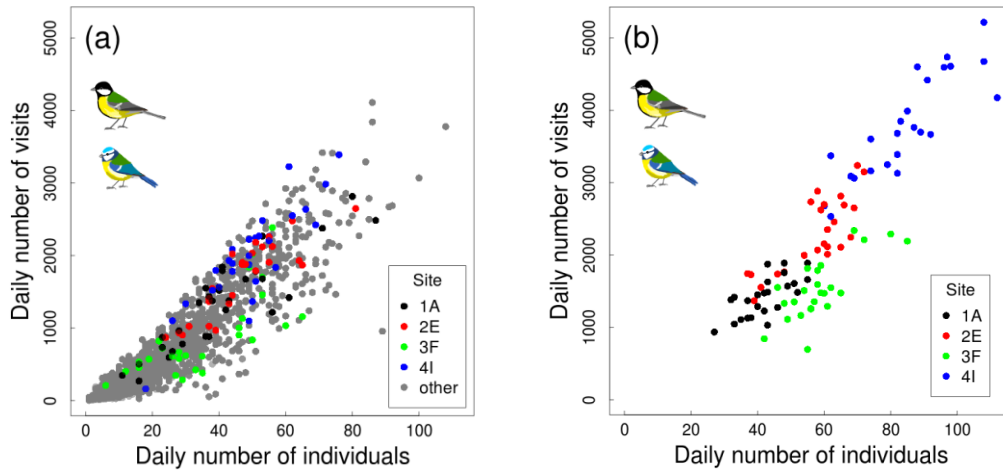 (a)
Daily number of visits
5000
4000
3000
2000
1000
0
Site
1A
2E
3F
4I
other
0 20 40 60 80 100
Daily number of individuals
(b)
Daily number of visits
5000
4000
3000
2000
1000
0
Site
1A
2E
3F
4I
0 20 40 60 80 100
Daily number of individuals